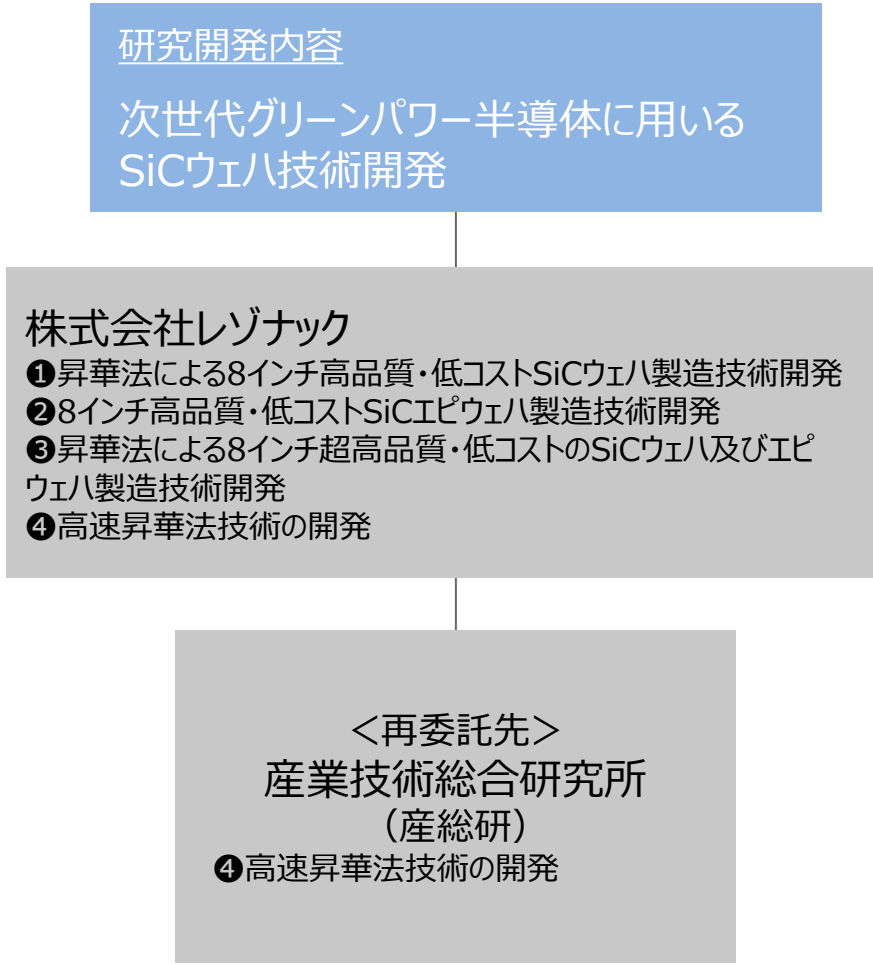 研究開発内容
次世代グリーンパワー半導体に用いる
SiCウェハ技術開発
株式会社レゾナック
❶昇華法による8インチ高品質・低コストSiCウェハ製造技術開発
❷8インチ高品質・低コストSiCエピウェハ製造技術開発
❸昇華法による8インチ超高品質・低コストのSiCウェハ及びエピ
ウェハ製造技術開発
❹高速昇華法技術の開発
＜再委託先＞
産業技術総合研究所
（産総研）
❹高速昇華法技術の開発